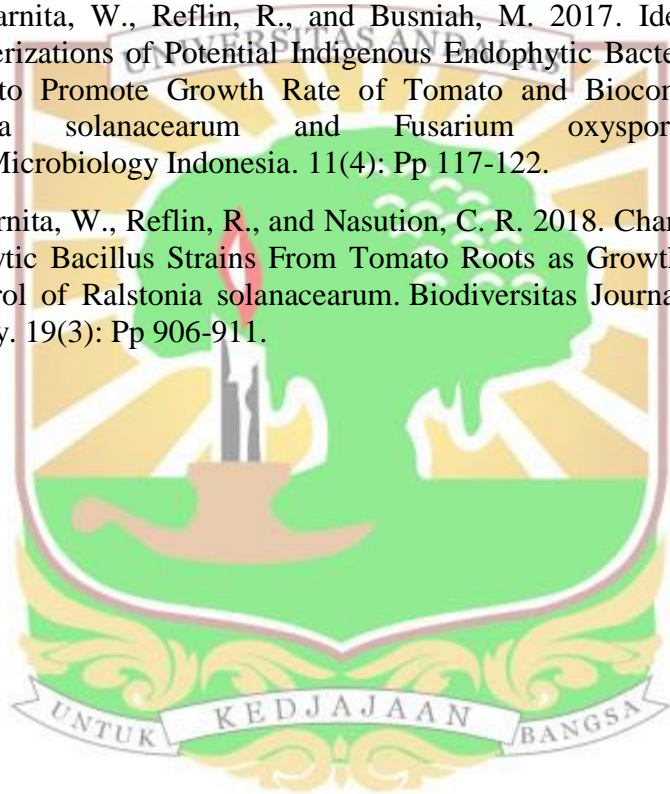 arnita, W., Reflin, R., and Busniah, M. 2017. Ide
erizations of Potential Indigenous Endophytic Bacte
UNIVERSITAS ANDALAS
to Promote Growth Rate of Tomato and Biocon
a solanacearum and Fusarium oxyspor
Microbiology Indonesia. 11(4): Pp 117-122.
rnita, W., Reflin, R., and Nasution, C. R. 2018. Char
ytic Bacillus Strains From Tomato Roots as Growth
rol of Ralstonia solanacearum. Biodiversitas Journa
y. 19(3): Pp 906-911.
UNTUK KEDJAJAAN BANGSA